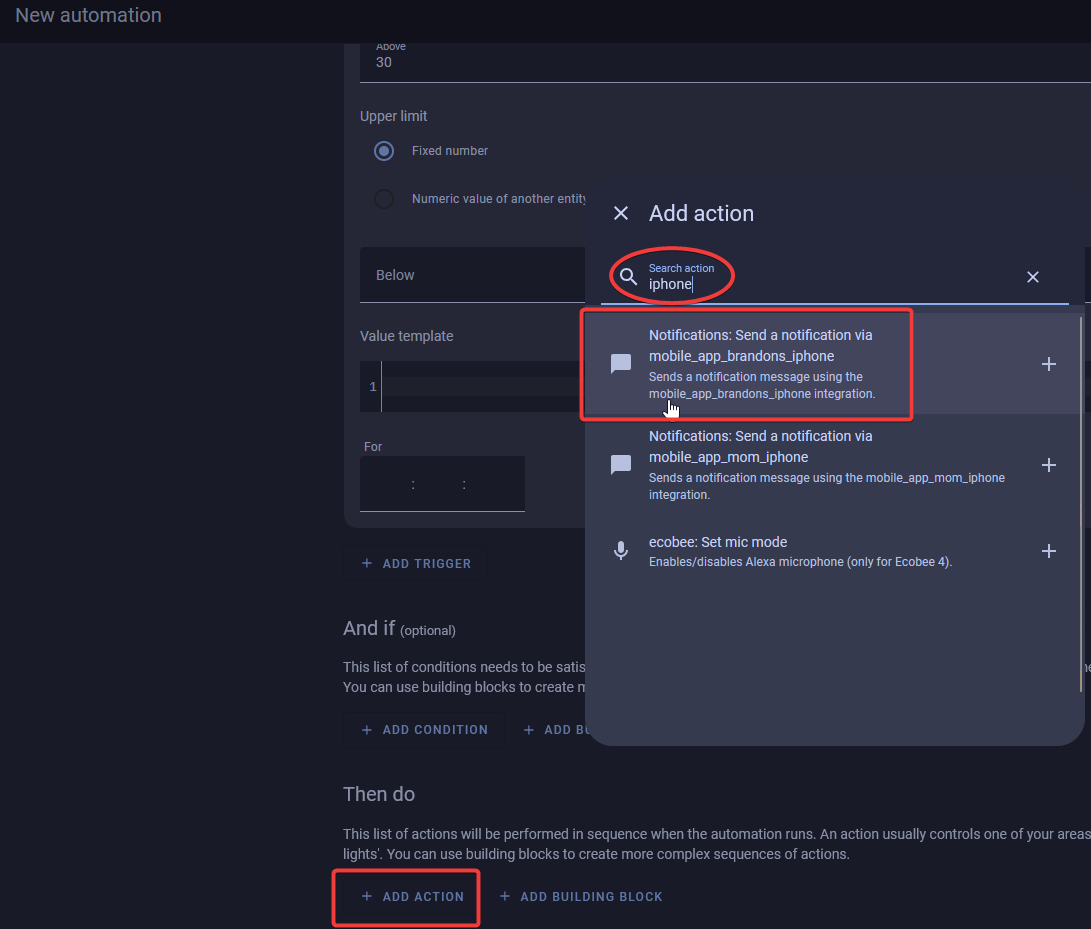 New automation
Above
30
Upper limit
Fixed number
Numeric value of another entity
Below
Value template
1
For
:
:
ADD TRIGGER
And if (optional)
This list of conditions needs to be satis
You can use building blocks to create m
ADD CONDITION
ADD BU
Then do
This list of actions will be performed in sequence when the automation runs. An action usually controls one of your areas
lights'. You can use building blocks to create more complex sequences of actions.
ADD ACTION
ADD BUILDING BLOCK
Add action
Search action
iphone
Notifications: Send a notification via
mobile_app_brandons_iphone
Sends a notification message using the
mobile_app_brandons_iphone integration.
Notifications: Send a notification via
mobile_app_mom_iphone
Sends a notification message using the mobile_app_mom_iphone
integration.
ecobee: Set mic mode
Enables/disables Alexa microphone (only for Ecobee 4).